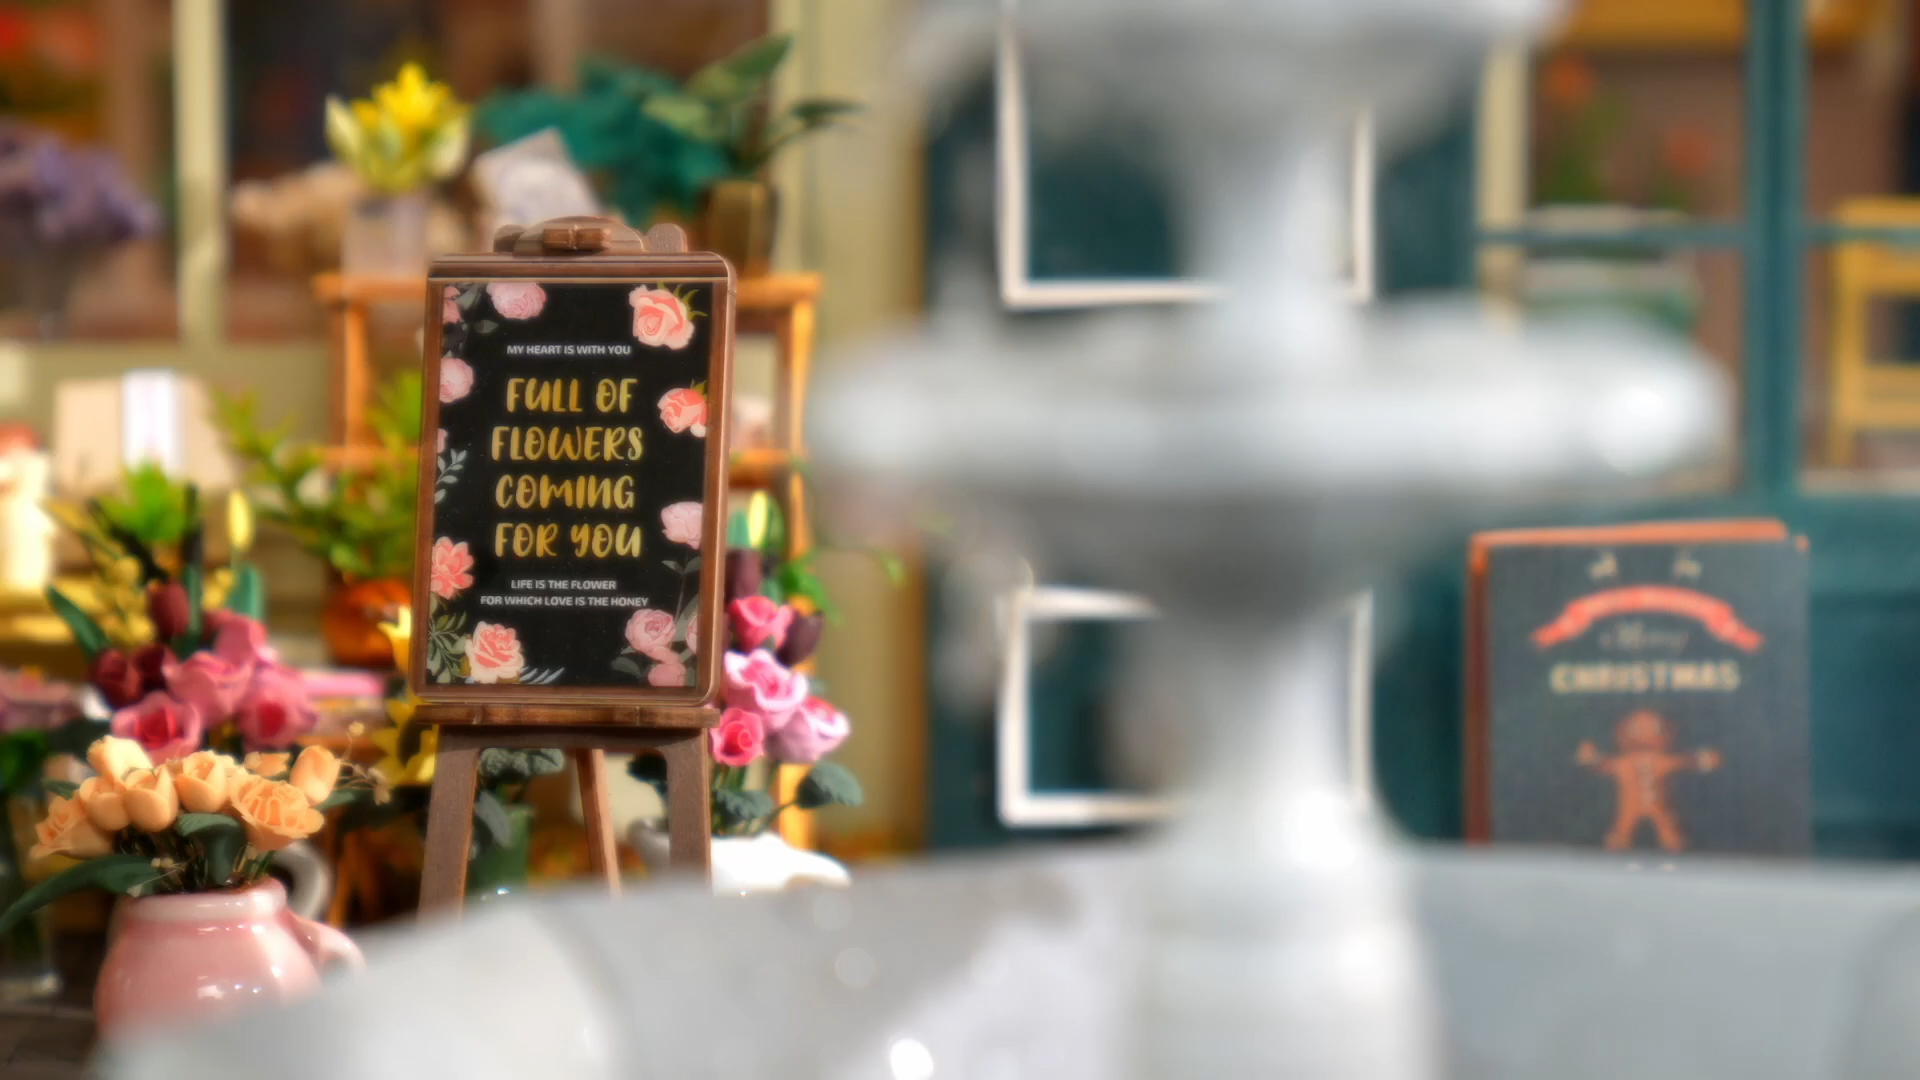 MY HEART IS WITH YOU
FULL OF
FLOWERS
COMING
FOR YOU
LIFE IS THE FLOWER
FOR WHICH LOVE IS THE HONEY
Merry
CHRISTMAS